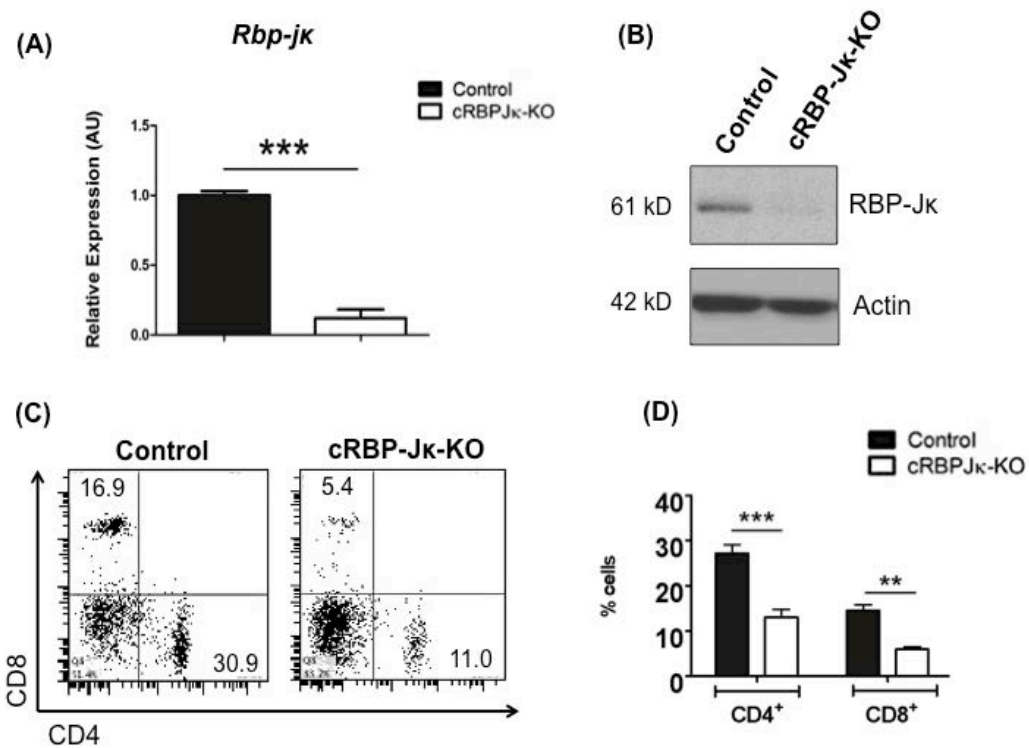 (A)
Rbp-jκ
Control
cRBPJκ-KO
Relative Expression (AU)
1.5
1.0
0.5
0.0
***
(B)
Control
cRBP-Jκ-KO
61 kD
RBP-Jκ
42 kD
Actin
(C)
Control
cRBP-Jκ-KO
16.9
30.9
5.4
11.0
CD8
CD4
(D)
Control
cRBPJκ-KO
% cells
40
30
20
10
0
***
**
CD4+
CD8+